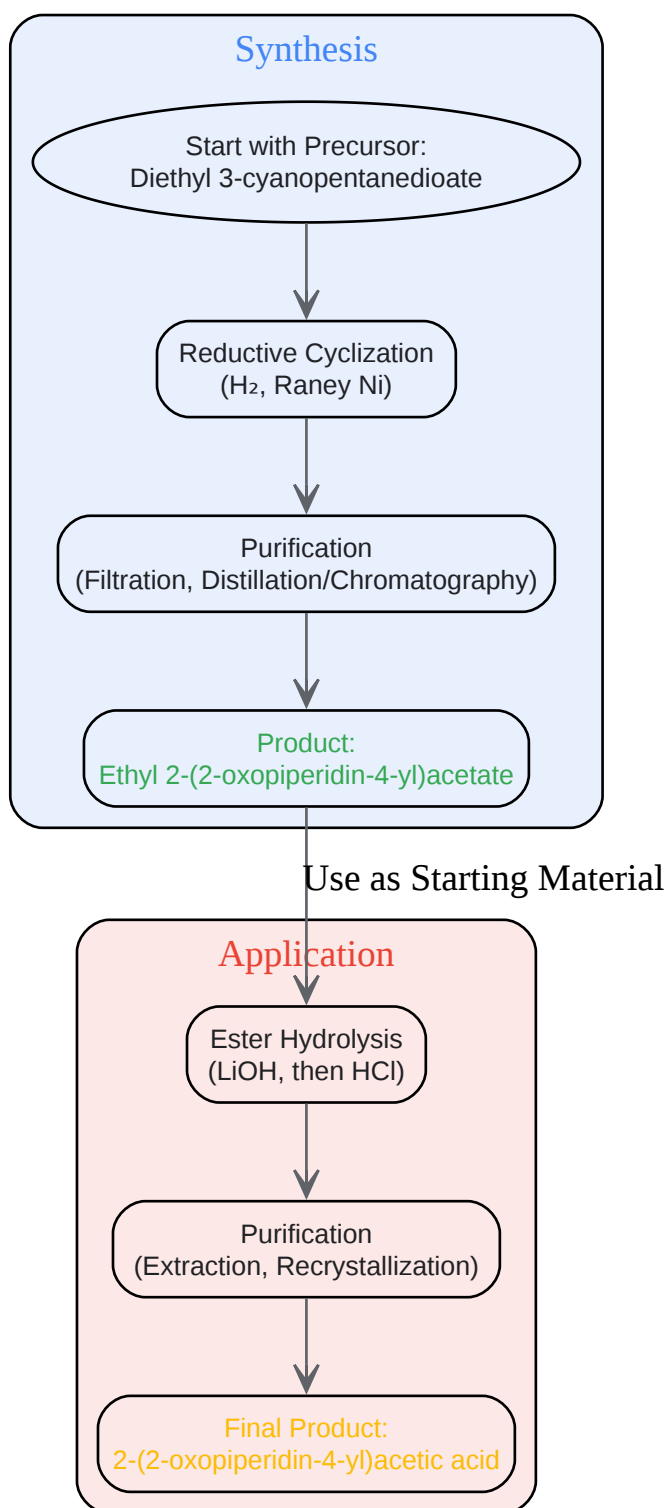 Synthesis
Start with Precursor:
Diethyl 3-cyanopentanedioate
Reductive Cyclization
(H₂, Raney Ni)
Purification
(Filtration, Distillation/Chromatography)
Product:
Ethyl 2-(2-oxopiperidin-4-yl)acetate
Use as Starting Material
Application
Ester Hydrolysis
(LiOH, then HCl)
Purification
(Extraction, Recrystallization)
Final Product:
2-(2-oxopiperidin-4-yl)acetic acid